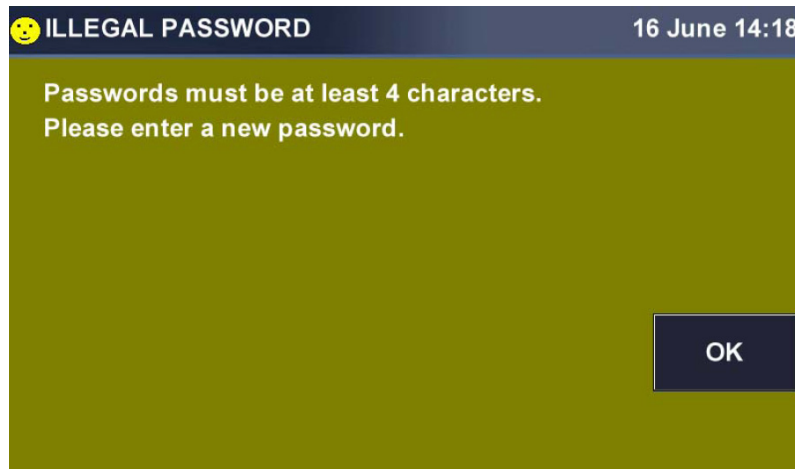 ILLEGAL PASSWORD 16 June 14:18
Passwords must be at least 4 characters.
Please enter a new password.
OK